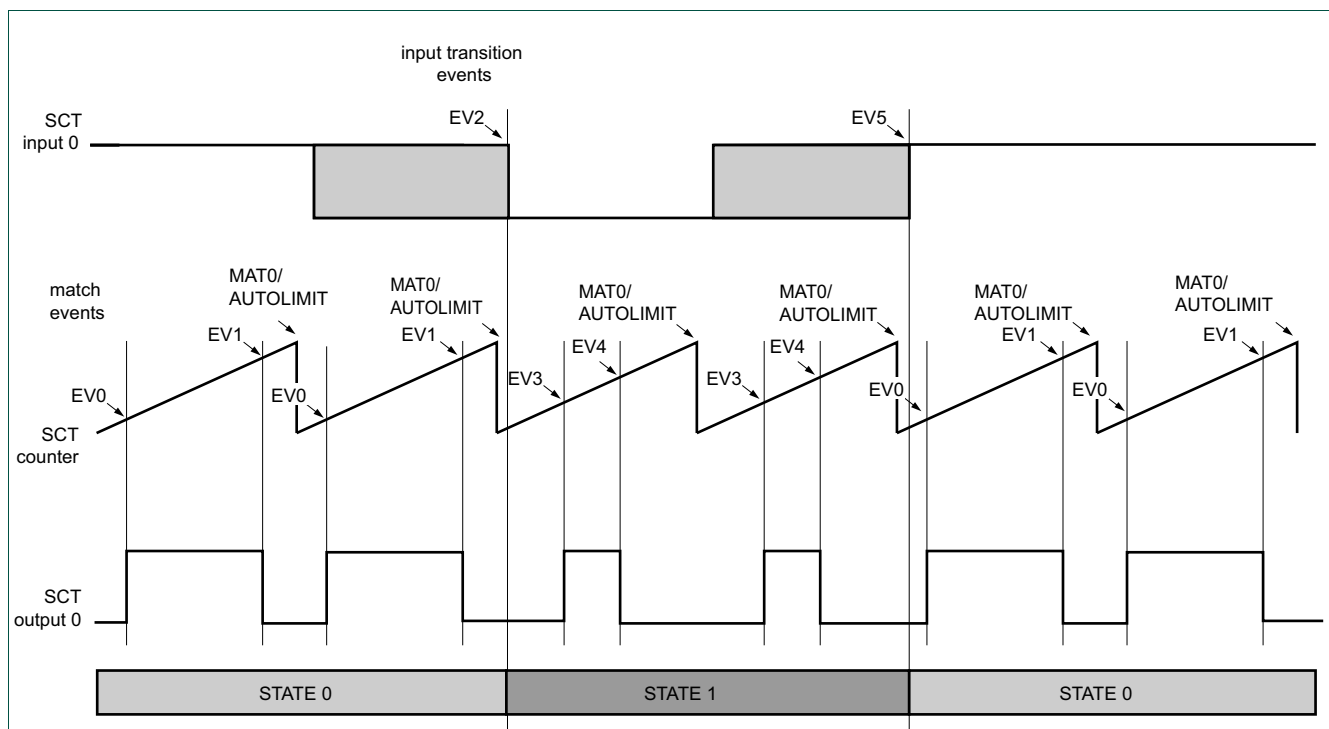 input transition
events
SCT
input 0
EV2
EV5
match
events
MAT0/
AUTOLIMIT
MAT0/
AUTOLIMIT
MAT0/
AUTOLIMIT
MAT0/
AUTOLIMIT
MAT0/
AUTOLIMIT
MAT0/
AUTOLIMIT
EV1
EV1
EV4
EV4
EV1
EV1
EV0
EV0
EV3
EV3
EV0
EV0
SCT
counter
SCT
output 0
STATE 0
STATE 1
STATE 0